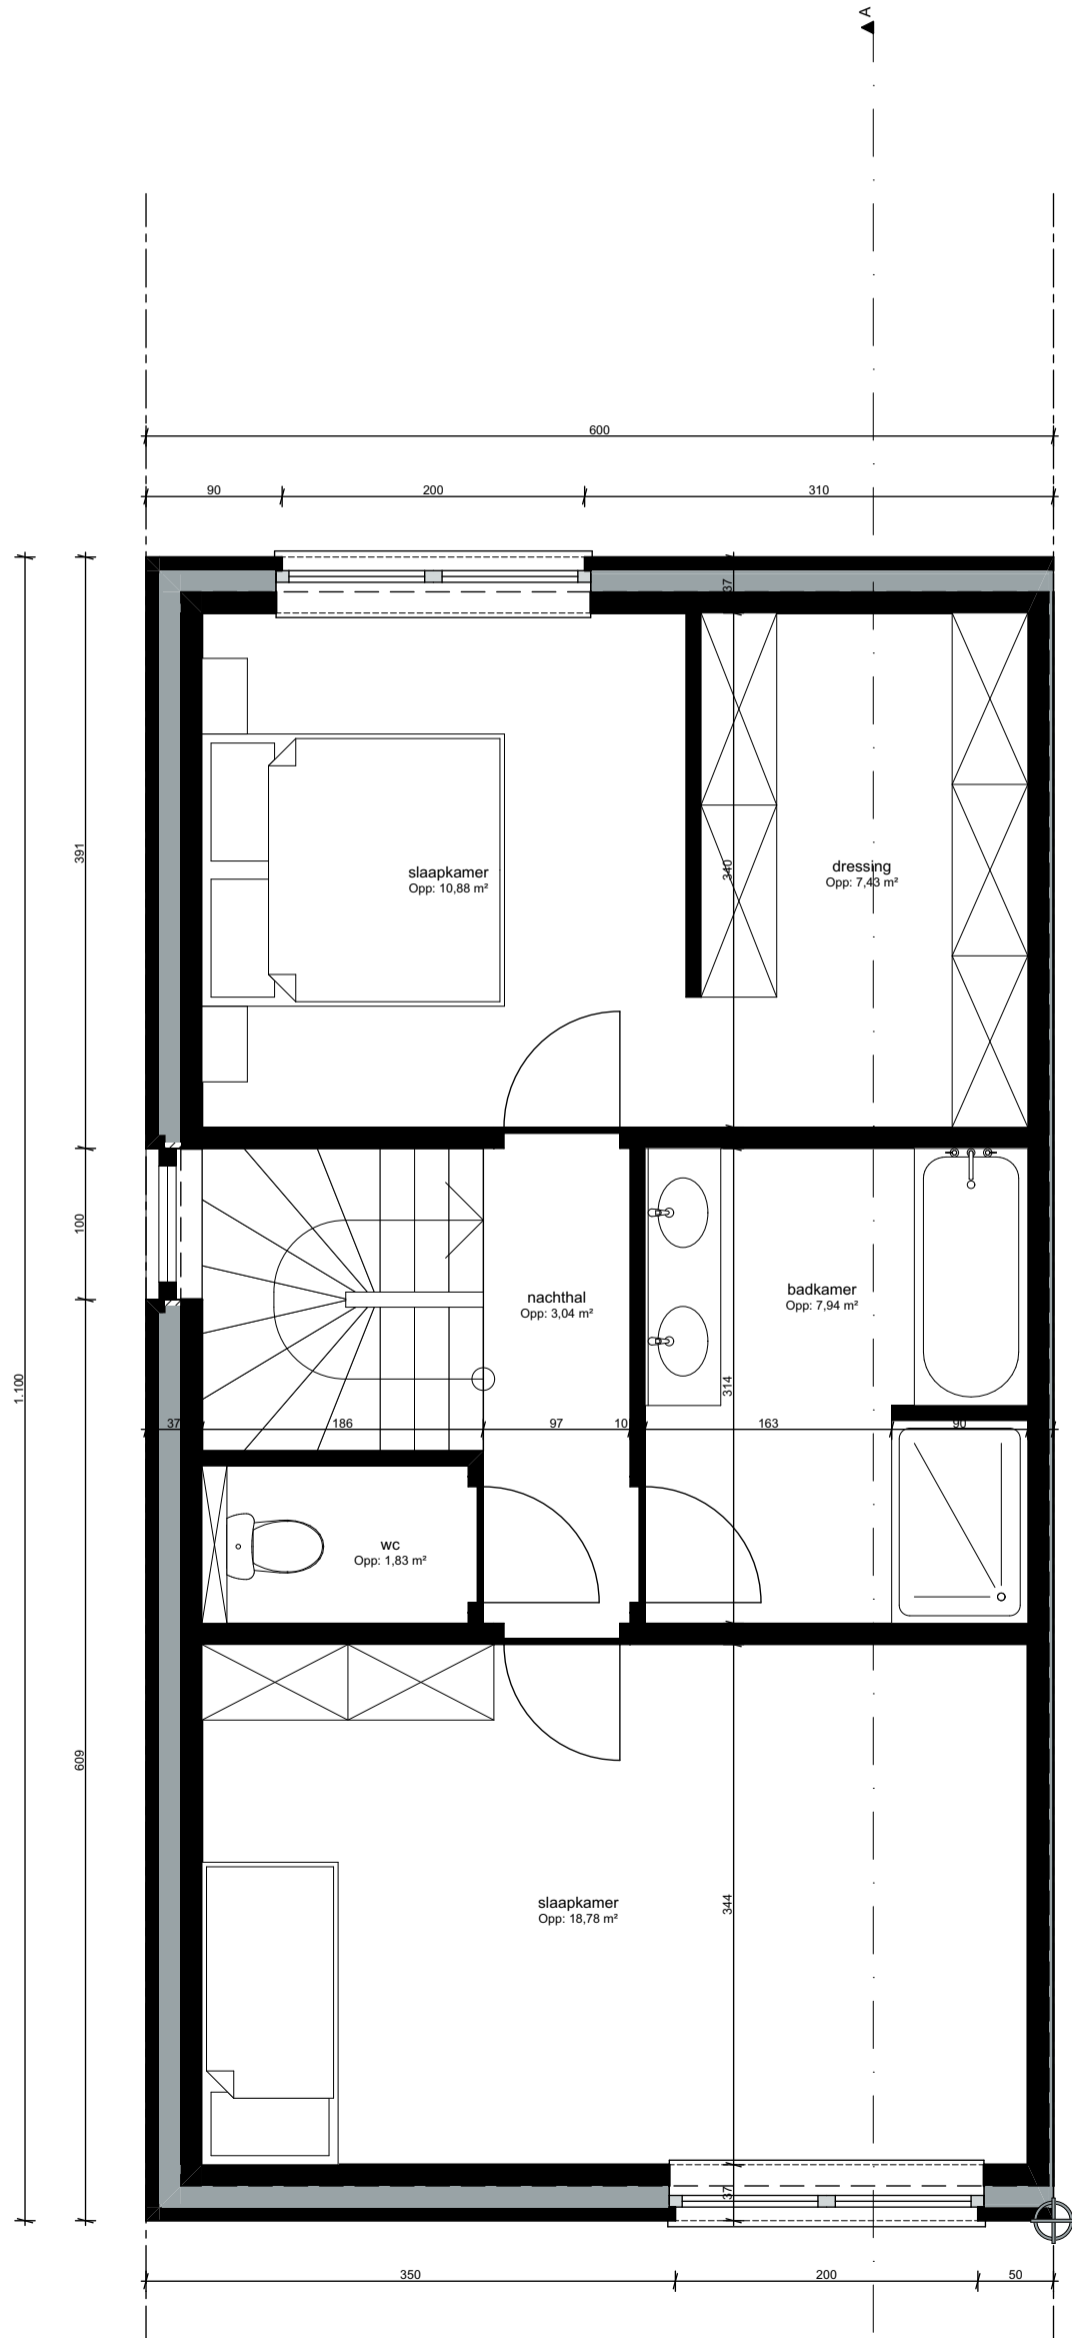 A
600
90
200
310
37
391
340
slaapkamer
Opp: 10,88 m²
dressing
Opp: 7,43 m²
100
nachthal
Opp: 3,04 m²
badkamer
Opp: 7,94 m²
1.100
314
37
186
97
10
163
90
wc
Opp: 1,83 m²
609
344
slaapkamer
Opp: 18,78 m²
37
350
200
50